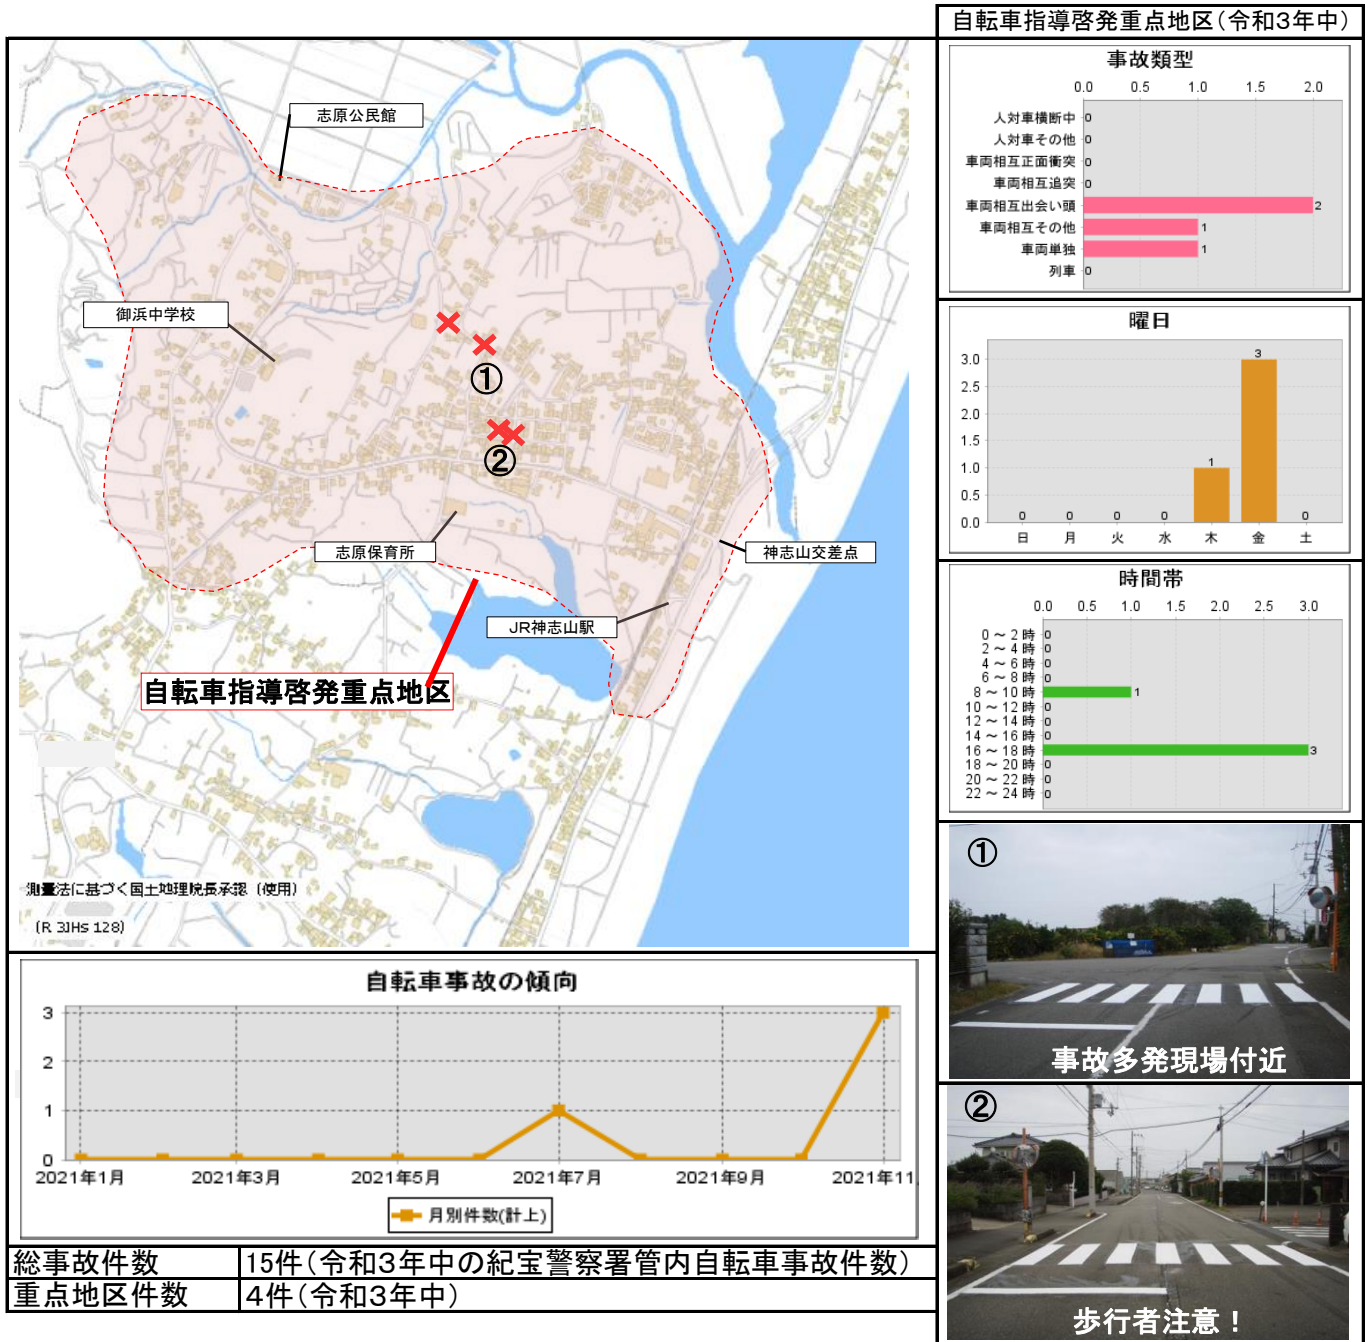 自転車指導啓発重点地区(令和3年中)
志原公民館
御浜中学校
①
②
志原保育所
神志山交差点
JR神志山駅
自転車指導啓発重点地区
測量法に基づく国土地理院長承認(使用)
(R 3JHs 128)
事故類型
0.0 0.5 1.0 1.5 2.0
人対車横断中 0
人対車その他 0
車両相互正面衝突 0
車両相互追突 0
車両相互出会い頭 2
車両相互その他 1
車両単独 1
列車 0
曜日
3.0
2.5
2.0
1.5
1.0
0.5
0.0
0 0 0 0 1 3 0
日 月 火 水 木 金 土
時間帯
0.0 0.5 1.0 1.5 2.0 2.5 3.0
0～2時 0
2～4時 0
4～6時 0
6～8時 0
8～10時 1
10～12時 0
12～14時 0
14～16時 0
16～18時 3
18～20時 0
20～22時 0
22～24時 0
①
事故多発現場付近
②
歩行者注意！
自転車事故の傾向
3
2
1
0
2021年1月 2021年3月 2021年5月 2021年7月 2021年9月 2021年11
月別件数(計上)
総事故件数 15件(令和3年中の紀宝警察署管内自転車事故件数)
重点地区件数 4件(令和3年中)